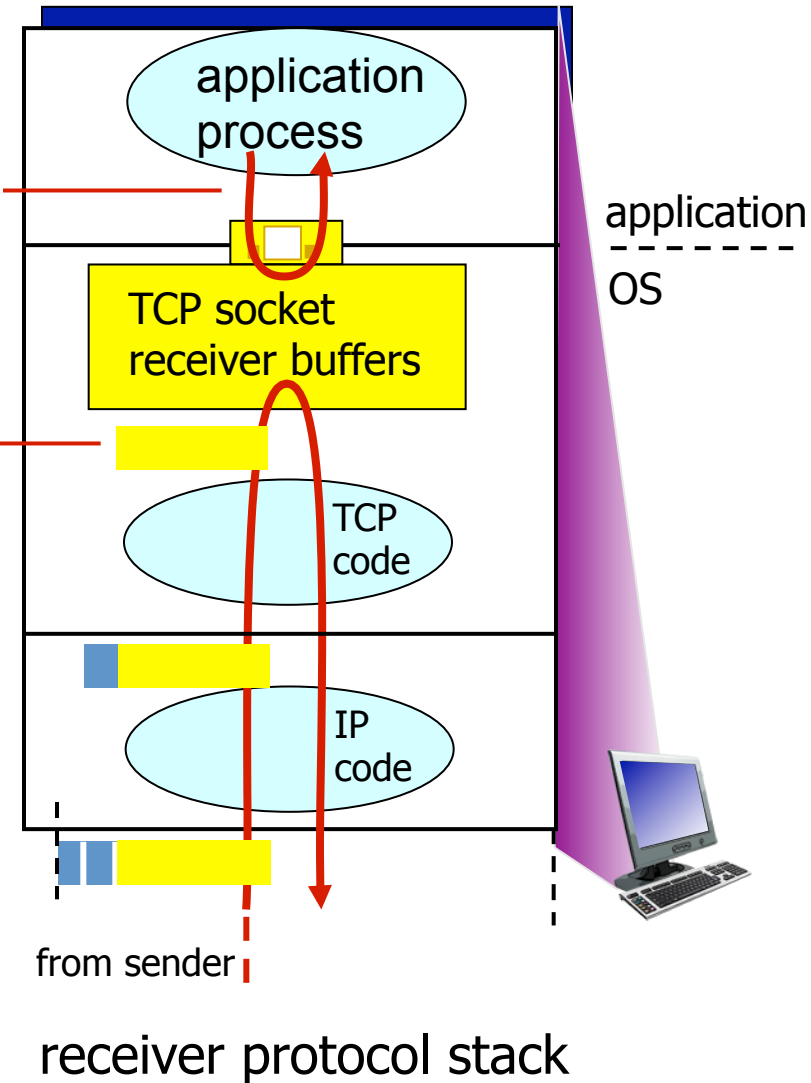 application
process
application
OS
TCP socket
receiver buffers
TCP
code
IP
code
from sender
receiver protocol stack